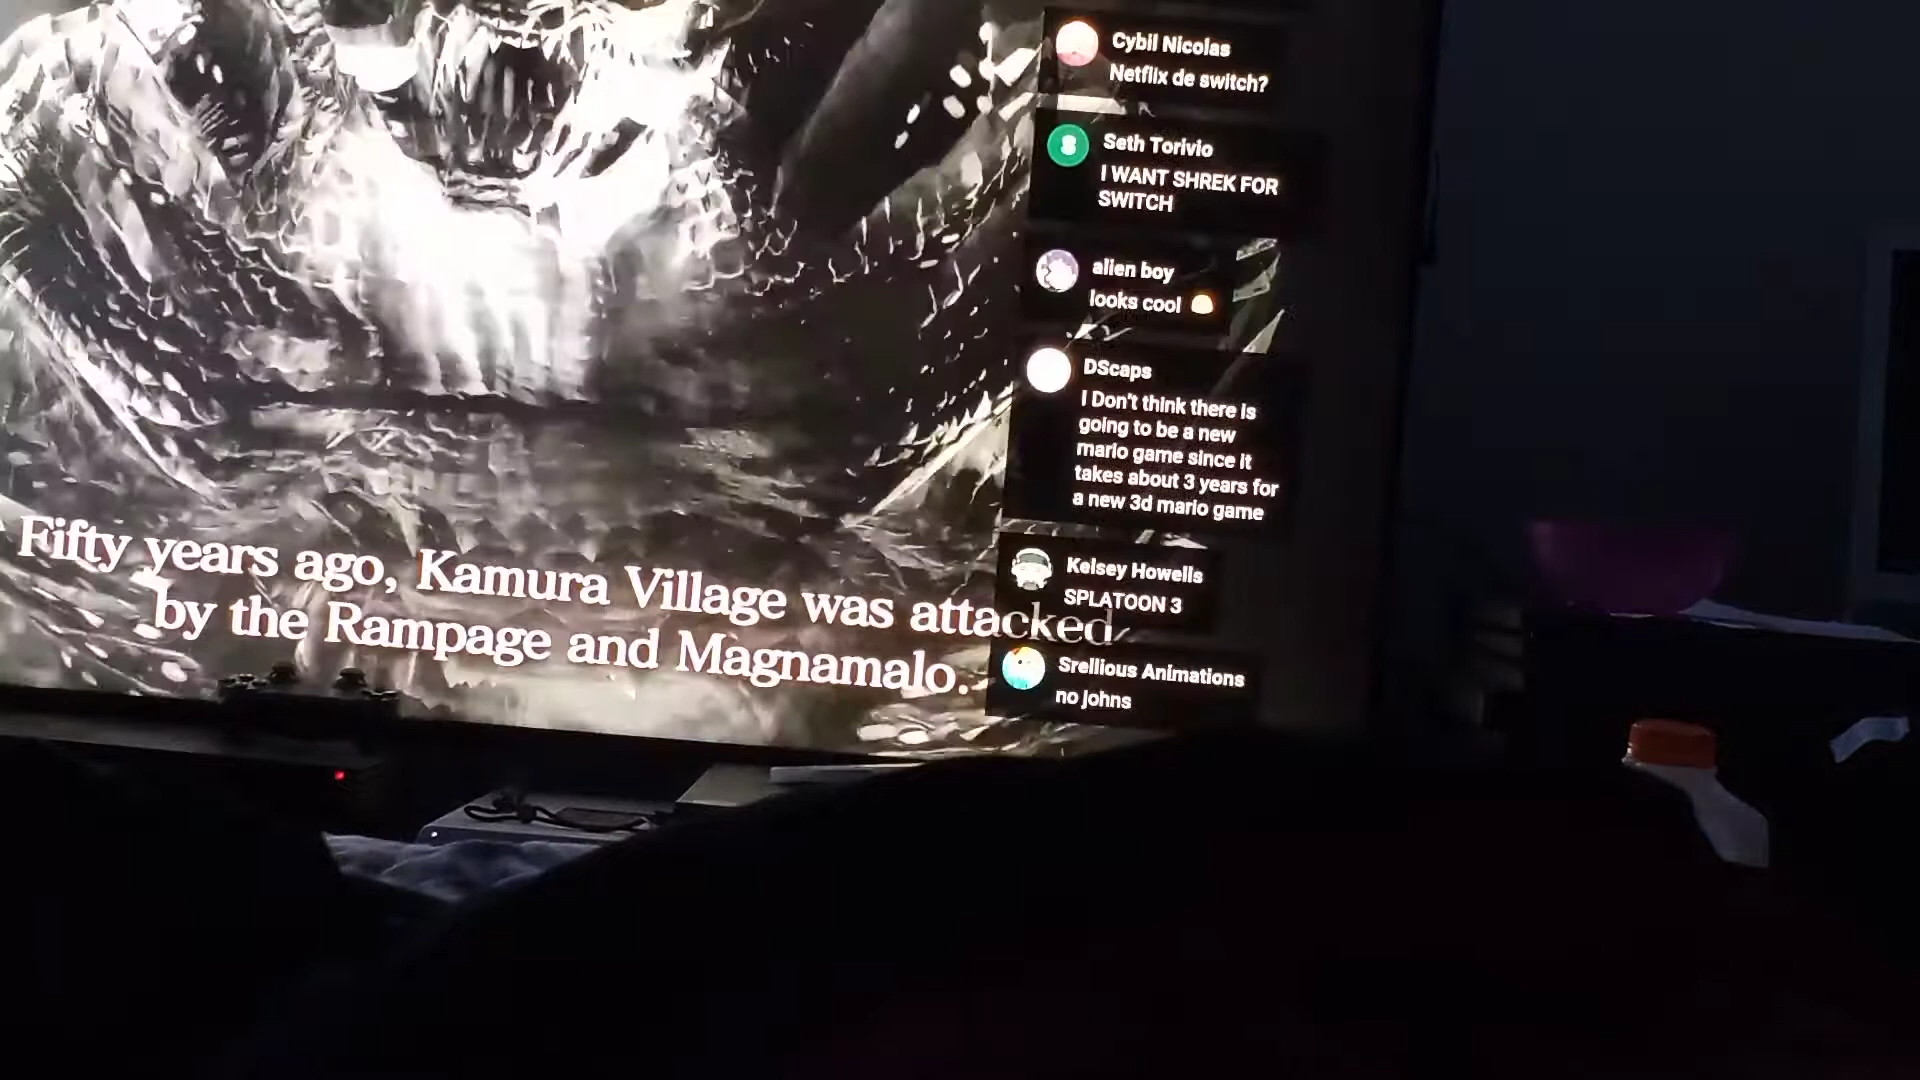 Cybil Nicolas
Netflix de switch?
S
Seth Torivio
I WANT SHREK FOR
SWITCH
alien boy
looks cool
DScaps
I Don't think there is
going to be a new
mario game since it
takes about 3 years for
a new 3d mario game
Kelsey Howells
SPLATOON 3
Srellious Animations
no johns
Fifty years ago, Kamura Village was attacked
by the Rampage and Magnamalo.